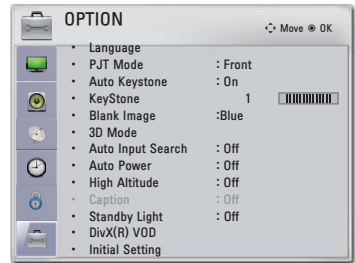 OPTION
Move OK
• Language
• PJT Mode : Front
• Auto Keystone : On
• KeyStone 1
• Blank Image :Blue
• 3D Mode
• Auto Input Search : Off
• Auto Power : Off
• High Altitude : Off
• Caption : Off
• Standby Light : Off
• DivX(R) VOD
• Initial Setting